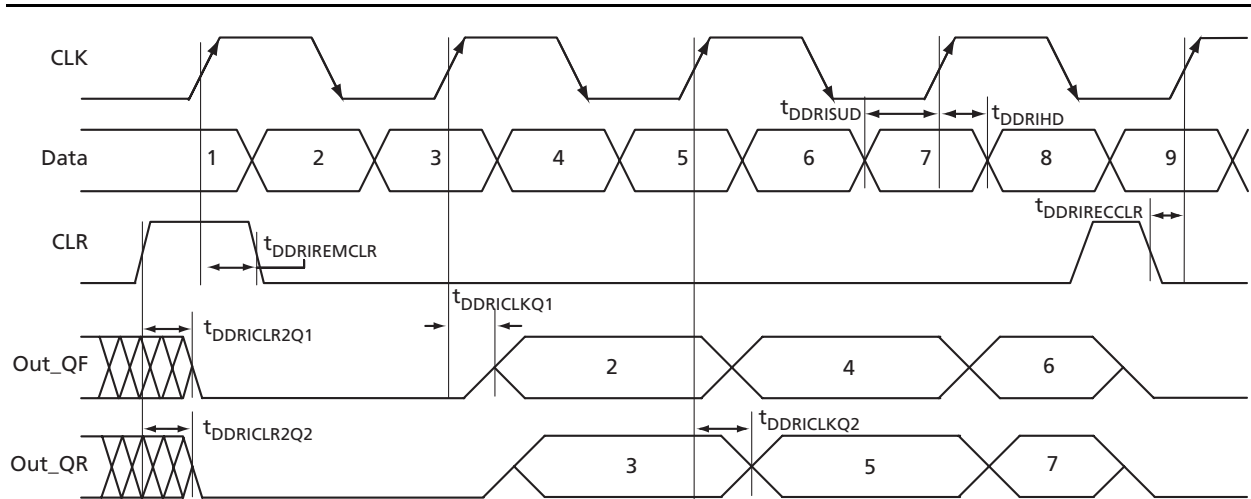 CLK
tDDRISUD
tDDRIHD
Data
1 2 3 4 5 6 7 8 9
tDDRIRECCLR
CLR
tDDRIREMCLR
tDDRICLKQ1
tDDRICLR2Q1
Out_QF
2 4 6
tDDRICLR2Q2
tDDRICLKQ2
Out_QR
3 5 7